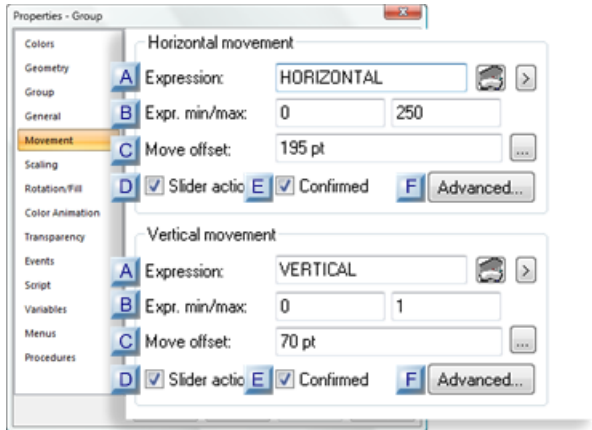 Properties - Group
Colors
Geometry
Group
General
Movement
Scaling
Rotation/Fill
Color Animation
Transparency
Events
Script
Variables
Menus
Procedures
Horizontal movement
A Expression: HORIZONTAL >
B Expr. min/max: 0 250
C Move offset: 195 pt ...
D Slider actio E Confirmed F Advanced...
Vertical movement
A Expression: VERTICAL >
B Expr. min/max: 0 1
C Move offset: 70 pt ...
D Slider actio E Confirmed F Advanced...